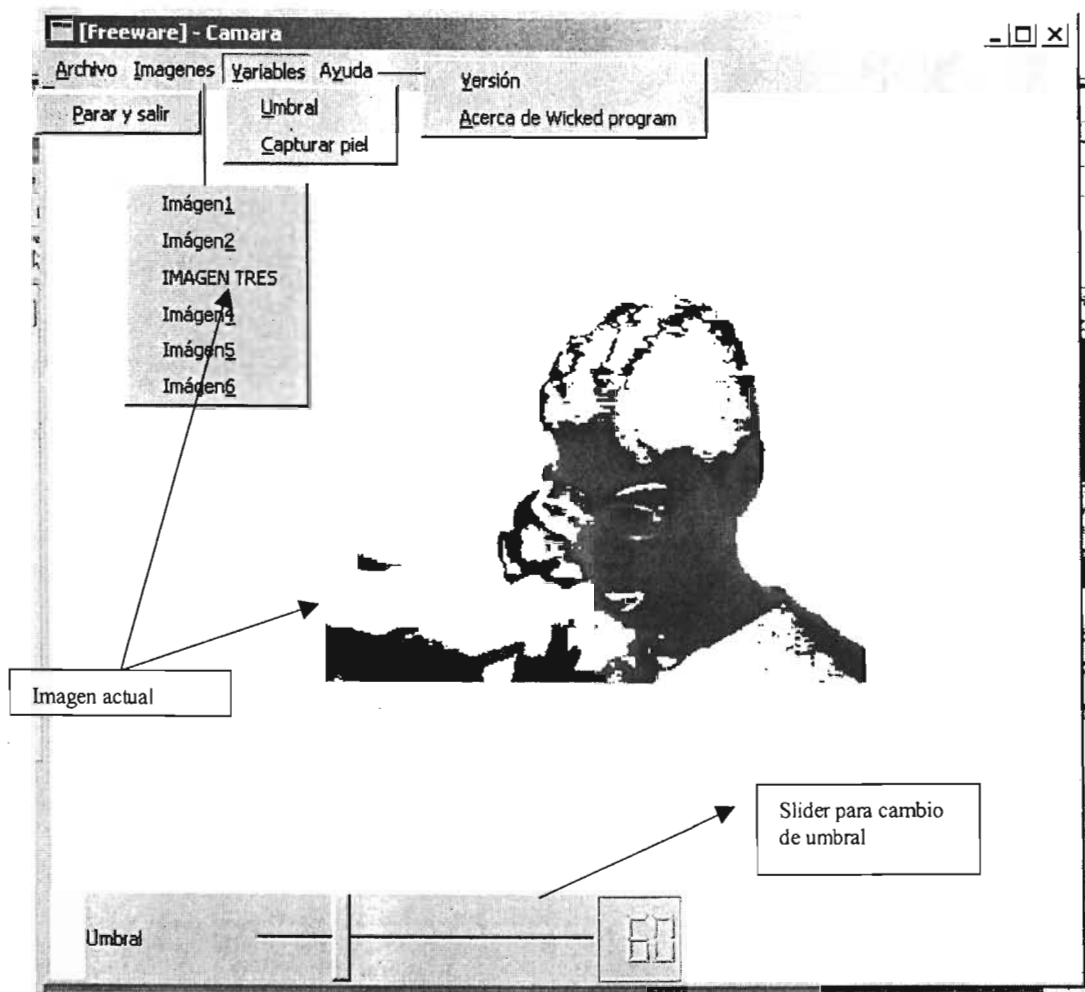 [Freeware] - Camara
Archivo Imagenes Variables Ayuda
Parar y salir
Umbral
Capturar piel
Versión
Acerca de Wicked program
Imágen1
Imágen2
IMAGEN TRES
Imágen4
Imágen5
Imágen6
Imagen actual
Slider para cambio
de umbral
Umbral
60